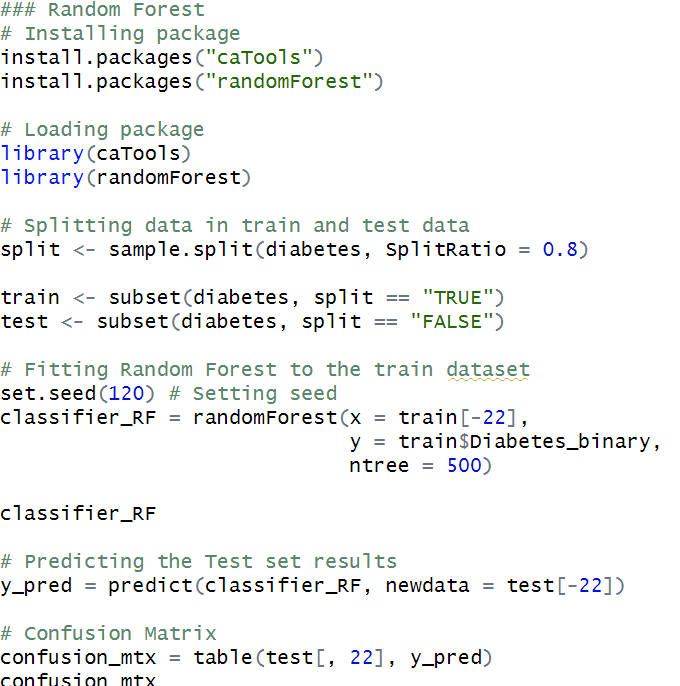 ### Random Forest
# Installing package
install.packages("caTools")
install.packages("randomForest")
# Loading package
library(caTools)
library(randomForest)
# Splitting data in train and test data
split <- sample.split(diabetes, SplitRatio = 0.8)
train <- subset(diabetes, split == "TRUE")
test <- subset(diabetes, split == "FALSE")
# Fitting Random Forest to the train dataset
set.seed(120) # Setting seed
classifier_RF = randomForest(x = train[-22],
y = train$Diabetes_binary,
ntree = 500)
classifier_RF
# Predicting the Test set results
y_pred = predict(classifier_RF, newdata = test[-22])
# Confusion Matrix
confusion_mtx = table(test[, 22], y_pred)
confusion_mtx